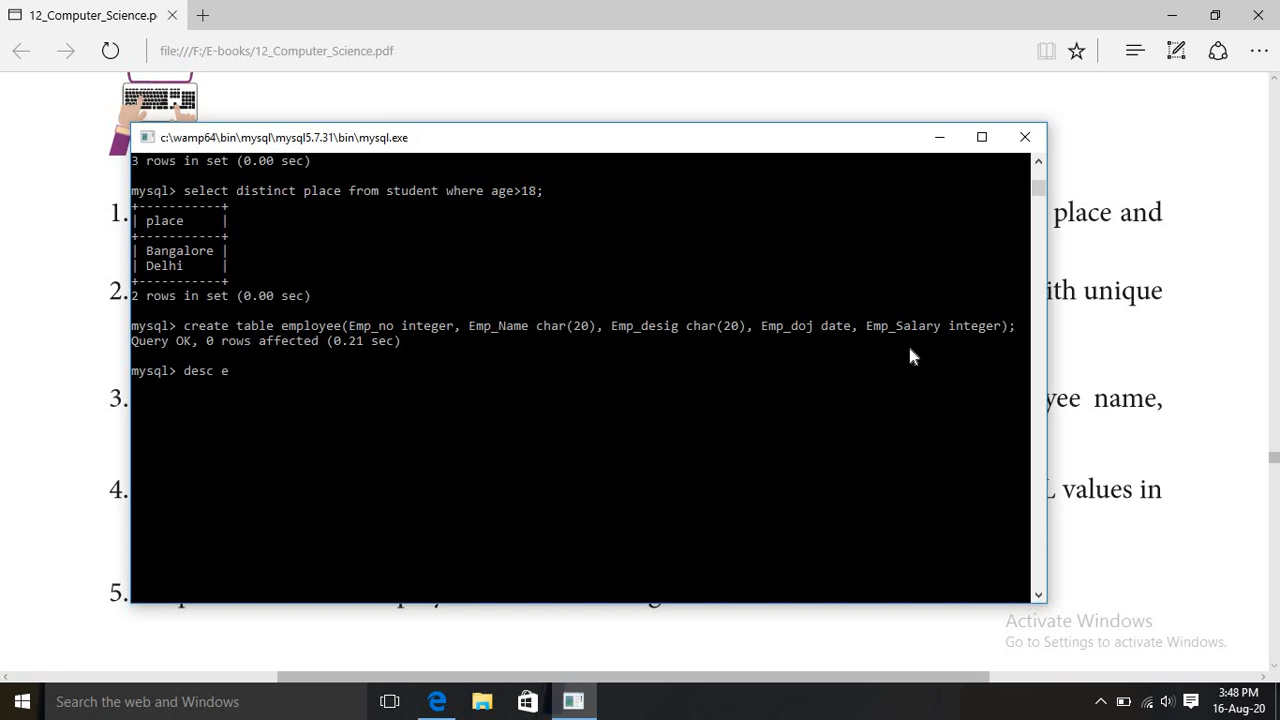 12_Computer_Science.p
file:///F:/E-books/12_Computer_Science.pdf
c:\wamp64\bin\mysql\mysql5.7.31\bin\mysql.exe
3 rows in set (0.00 sec)
mysql> select distinct place from student where age>18;
+-----------+
| place     |
+-----------+
| Bangalore |
| Delhi     |
+-----------+
2 rows in set (0.00 sec)
mysql> create table employee(Emp_no integer, Emp_Name char(20), Emp_desig char(20), Emp_doj date, Emp_Salary integer);
Query OK, 0 rows affected (0.21 sec)
mysql> desc e
1. place and
2. ith unique
3. yee name,
4. L values in
5.
Activate Windows
Go to Settings to activate Windows.
Search the web and Windows
3:48 PM
16-Aug-20